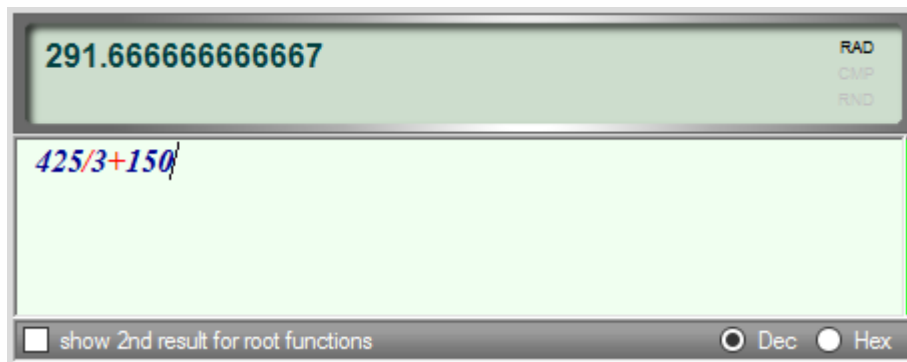 291.666666666667
RAD
CMP
RND
425/3+150
show 2nd result for root functions
Dec Hex